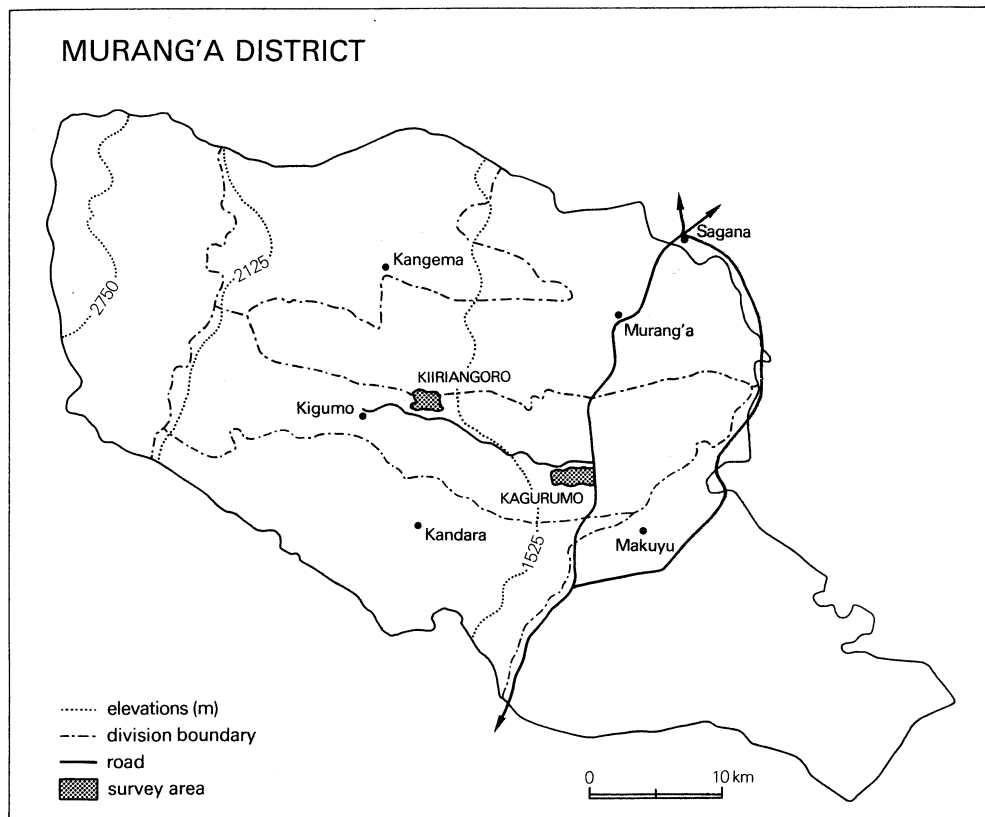 MURANG'A DISTRICT
Sagana
Kangema
2125
2750
Murang'a
KIIRIANGORO
Kigumo
KAGURUMO
Kandara
1525
Makuyu
elevations (m)
division boundary
road
survey area
0 10 km